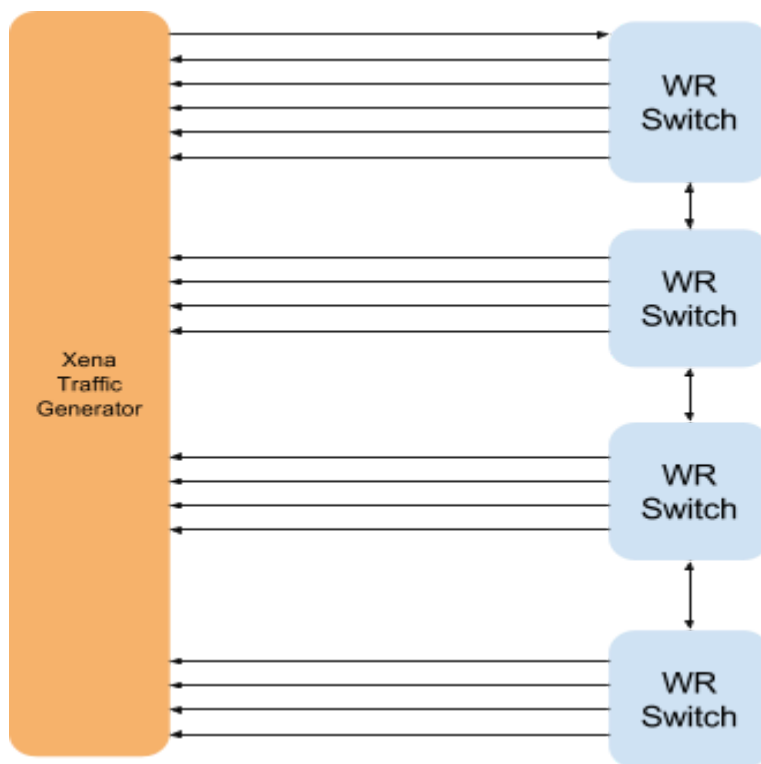 WR
Switch
WR
Switch
Xena
Traffic
Generator
WR
Switch
WR
Switch